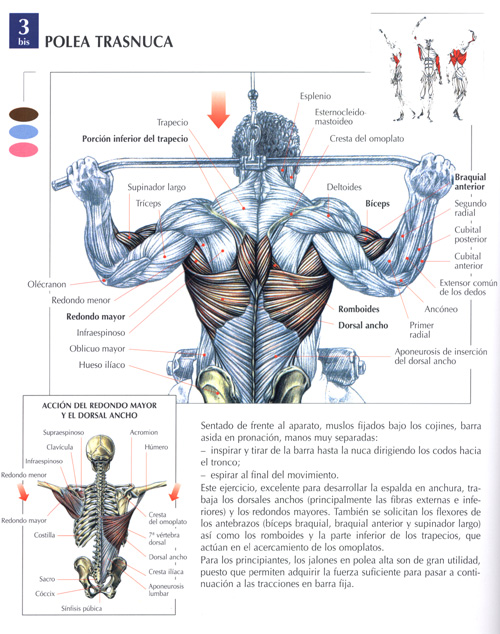 3
bis
POLEA TRASNUCA
Esplenio
Esternocleido-
mastoideo
Cresta del omoplato
Trapecio
Porción inferior del trapecio
Braquial
anterior
Supinador largo
Tríceps
Deltoides
Bíceps
Segundo
radial
Cubital
posterior
Cubital
anterior
Extensor común
de los dedos
Ancóneo
Primer
radial
Olécranon
Redondo menor
Redondo mayor
Infraespinoso
Oblicuo mayor
Hueso ilíaco
Romboides
Dorsal ancho
Aponeurosis de inserción
del dorsal ancho
ACCIÓN DEL REDONDO MAYOR
Y EL DORSAL ANCHO
Supraespinoso
Clavícula
Infraespinoso
Redondo menor
Acromion
Húmero
Redondo mayor
Costilla
Cresta
del omoplato
7ª vértebra
dorsal
Dorsal ancho
Cresta ilíaca
Aponeurosis
lumbar
Sacro
Cóccix
Sínfisis púbica
Sentado de frente al aparato, muslos fijados bajo los cojines, barra
asida en pronación, manos muy separadas:
– inspirar y tirar de la barra hasta la nuca dirigiendo los codos hacia
el tronco;
– espirar al final del movimiento.
Este ejercicio, excelente para desarrollar la espalda en anchura, tra-
baja los dorsales anchos (principalmente las fibras externas e infe-
riores) y los redondos mayores. También se solicitan los flexores de
los antebrazos (bíceps braquial, braquial anterior y supinador largo)
así como los romboides y la parte inferior de los trapecios, que
actúan en el acercamiento de los omoplatos.
Para los principiantes, los jalones en polea alta son de gran utilidad,
puesto que permiten adquirir la fuerza suficiente para pasar a conti-
nuación a las tracciones en barra fija.